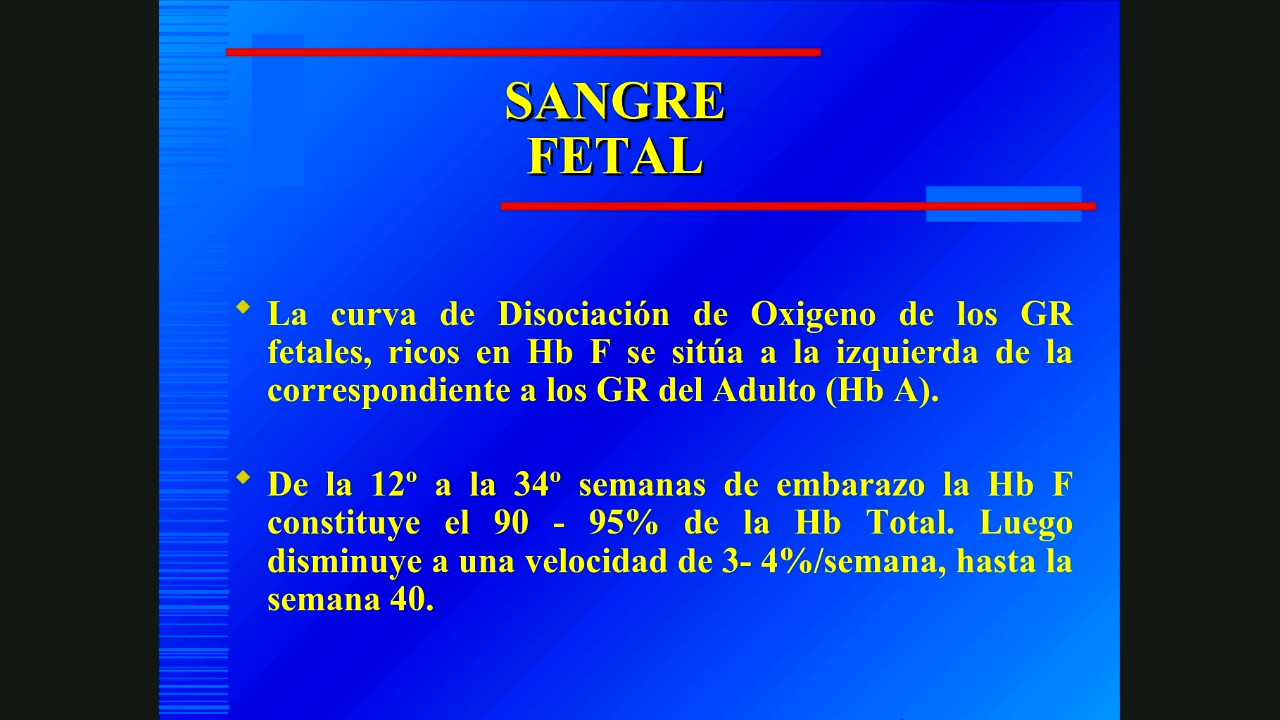 SANGRE
FETAL
La curva de Disociación de Oxigeno de los GR
fetales, ricos en Hb F se sitúa a la izquierda de la
correspondiente a los GR del Adulto (Hb A).
De la 12º a la 34º semanas de embarazo la Hb F
constituye el 90 - 95% de la Hb Total. Luego
disminuye a una velocidad de 3- 4%/semana, hasta la
semana 40.